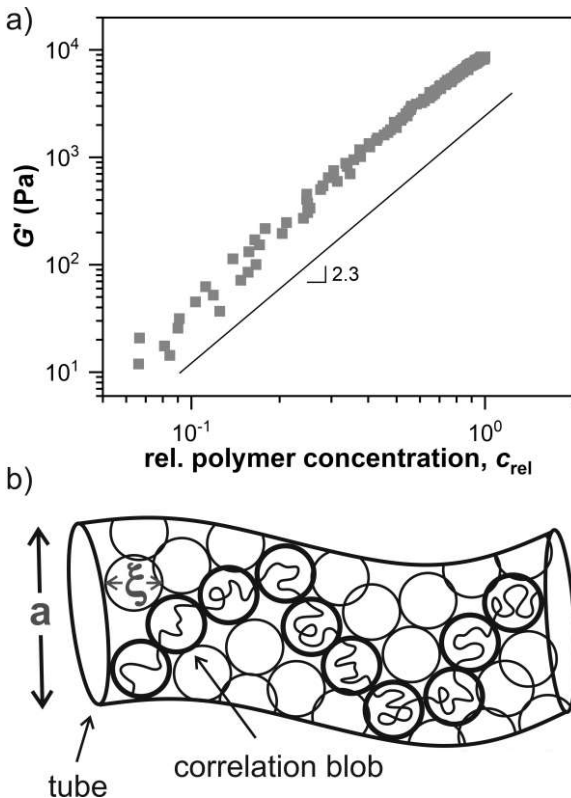 a)
10⁴
10³
10²
10¹
G' (Pa)
2.3
10⁻¹
10⁰
rel. polymer concentration, c_rel
b)
a
ξ
tube
correlation blob